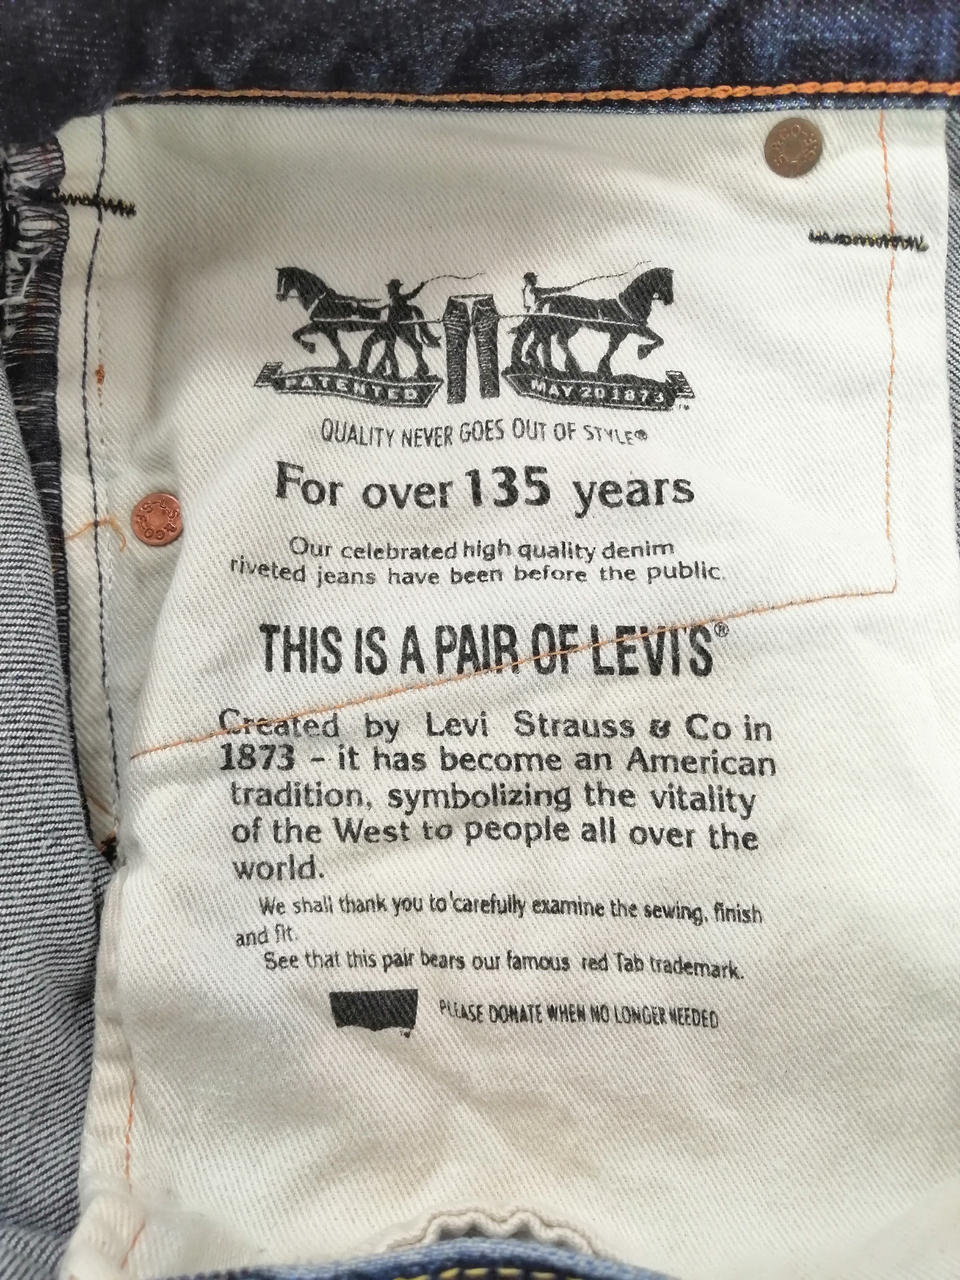 PATENTED MAY 20 1873 ™
QUALITY NEVER GOES OUT OF STYLE®
For over 135 years
Our celebrated high quality denim
riveted jeans have been before the public.
THIS IS A PAIR OF LEVI'S®
Created by Levi Strauss & Co in
1873 – it has become an American
tradition, symbolizing the vitality
of the West to people all over the
world.
We shall thank you to carefully examine the sewing, finish
and fit.
See that this pair bears our famous red Tab trademark.
PLEASE DONATE WHEN NO LONGER NEEDED